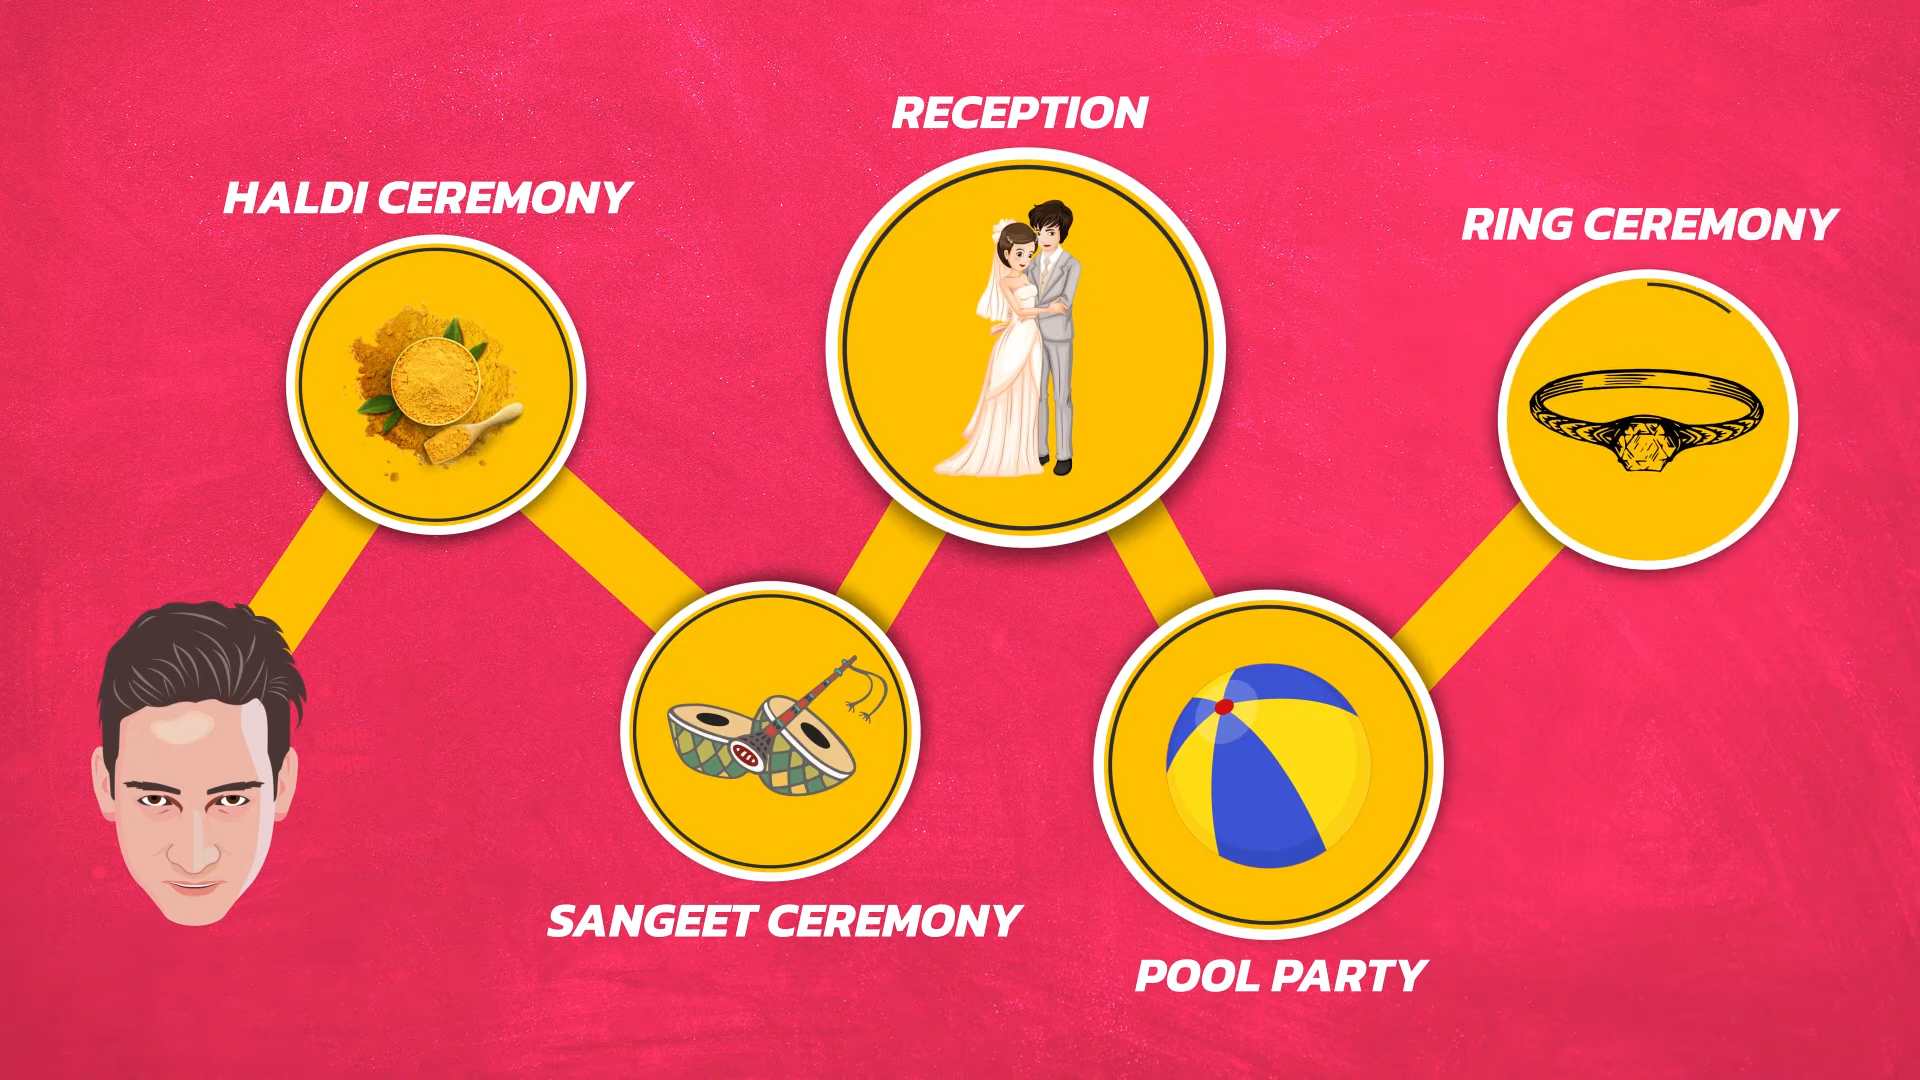 RECEPTION
HALDI CEREMONY
RING CEREMONY
SANGEET CEREMONY
POOL PARTY